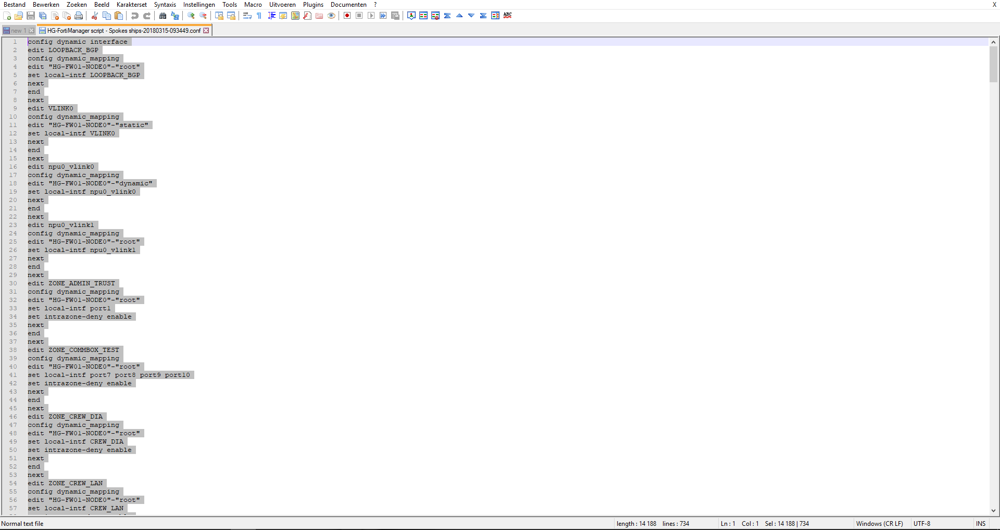 Bestand Bewerken Zoeken Beeld Karakterset Syntaxis Instellingen Tools Macro Uitvoeren Plugins Documenten ? X
new 1 HG-FortiManager script - Spokes ships-20180315-093449.conf
1 config dynamic interface
2 edit LOOPBACK_BGP
3 config dynamic_mapping
4 edit "HG-FW01-NODE0"-"root"
5 set local-intf LOOPBACK_BGP
6 next
7 end
8 next
9 edit VLINK0
10 config dynamic_mapping
11 edit "HG-FW01-NODE0"-"static"
12 set local-intf VLINK0
13 next
14 end
15 next
16 edit npu0_vlink0
17 config dynamic_mapping
18 edit "HG-FW01-NODE0"-"dynamic"
19 set local-intf npu0_vlink0
20 next
21 end
22 next
23 edit npu0_vlink1
24 config dynamic_mapping
25 edit "HG-FW01-NODE0"-"root"
26 set local-intf npu0_vlink1
27 next
28 end
29 next
30 edit ZONE_ADMIN_TRUST
31 config dynamic_mapping
32 edit "HG-FW01-NODE0"-"root"
33 set local-intf port1
34 set intrazone-deny enable
35 next
36 end
37 next
38 edit ZONE_COMMBOX_TEST
39 config dynamic_mapping
40 edit "HG-FW01-NODE0"-"root"
41 set local-intf port7 port8 port9 port10
42 set intrazone-deny enable
43 next
44 end
45 next
46 edit ZONE_CREW_DIA
47 config dynamic_mapping
48 edit "HG-FW01-NODE0"-"root"
49 set local-intf CREW_DIA
50 set intrazone-deny enable
51 next
52 end
53 next
54 edit ZONE_CREW_LAN
55 config dynamic_mapping
56 edit "HG-FW01-NODE0"-"root"
57 set local-intf CREW_LAN
Normal text file length : 14 188 lines : 734 Ln : 1 Col : 1 Sel : 14 188 | 734 Windows (CR LF) UTF-8 INS